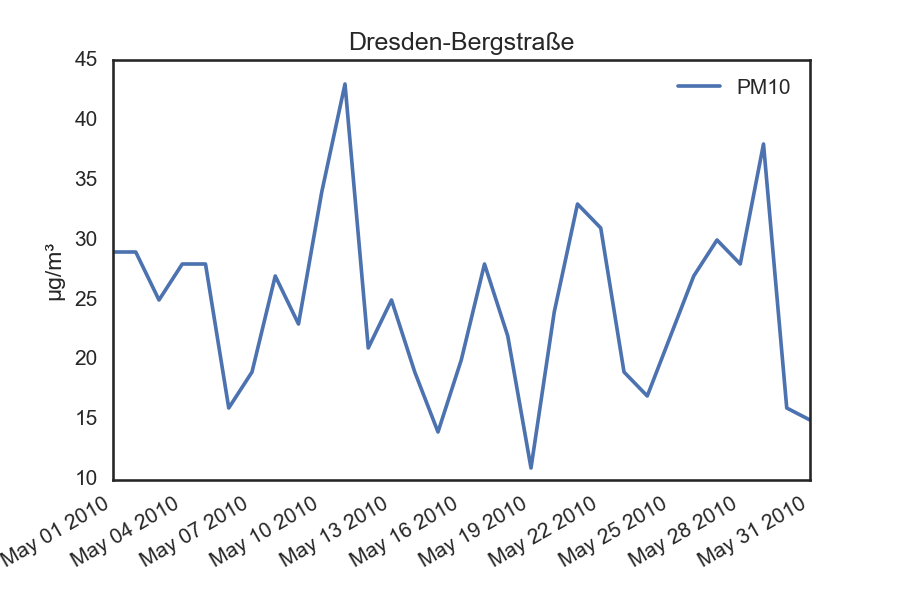 Dresden-Bergstraße
45
40
35
30
25
20
15
10
µg/m³
PM10
May 01 2010
May 04 2010
May 07 2010
May 10 2010
May 13 2010
May 16 2010
May 19 2010
May 22 2010
May 25 2010
May 28 2010
May 31 2010